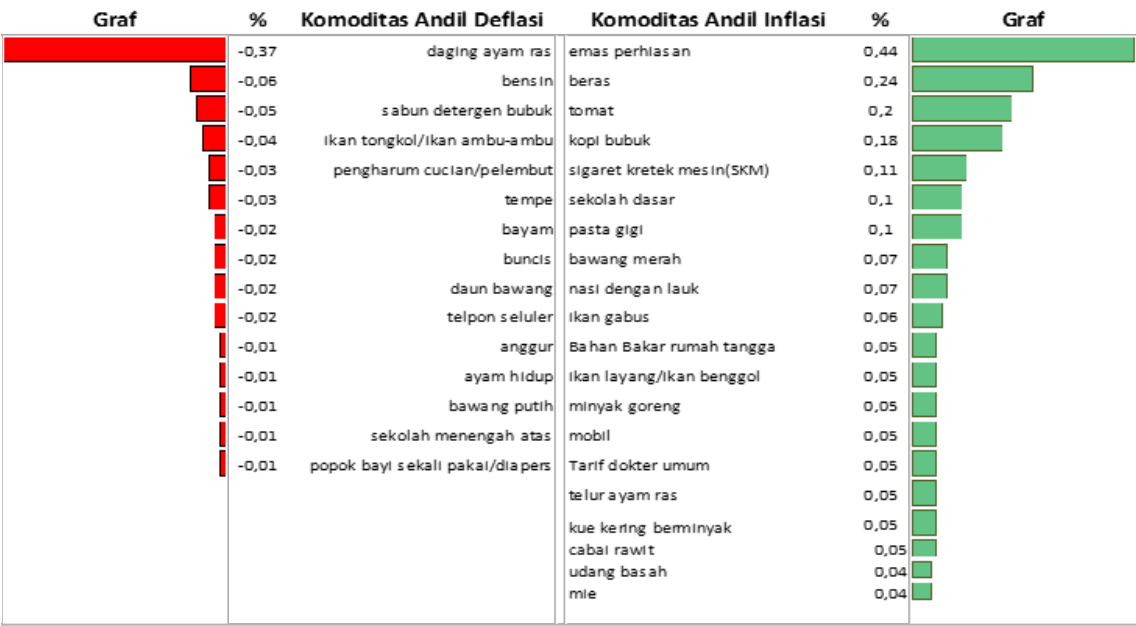 Graf % Komoditas Andil Deflasi Komoditas Andil Inflasi % Graf
-0,37 daging ayam ras emas perhiasan 0,44
-0,06 bensin beras 0,24
-0,05 sabun detergen bubuk tomat 0,2
-0,04 ikan tongkol/ikan ambu-ambu kopi bubuk 0,18
-0,03 pengharum cucian/pelembut sigaret kretek mesin(SKM) 0,11
-0,03 tempe sekolah dasar 0,1
-0,02 bayam pasta gigi 0,1
-0,02 buncis bawang merah 0,07
-0,02 daun bawang nasi dengan lauk 0,07
-0,02 telpon seluler ikan gabus 0,06
-0,01 anggur Bahan Bakar rumah tangga 0,05
-0,01 ayam hidup ikan layang/ikan benggol 0,05
-0,01 bawang putih minyak goreng 0,05
-0,01 sekolah menengah atas mobil 0,05
-0,01 popok bayi sekali pakai/diapers Tarif dokter umum 0,05
telur ayam ras 0,05
kue kering berminyak 0,05
cabai rawit 0,05
udang basah 0,04
mie 0,04